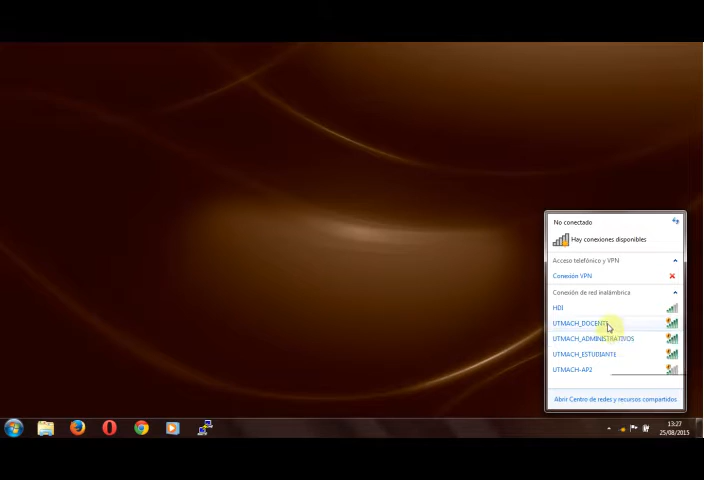 No conectado
Hay conexiones disponibles
Acceso telefónico y VPN
Conexión VPN
Conexión de red inalámbrica
HDI
UTMACH_DOCENTE
UTMACH_ADMINISTRATIVOS
UTMACH_ESTUDIANTE
UTMACH-AP2
Abrir Centro de redes y recursos compartidos
13:27
25/08/2015